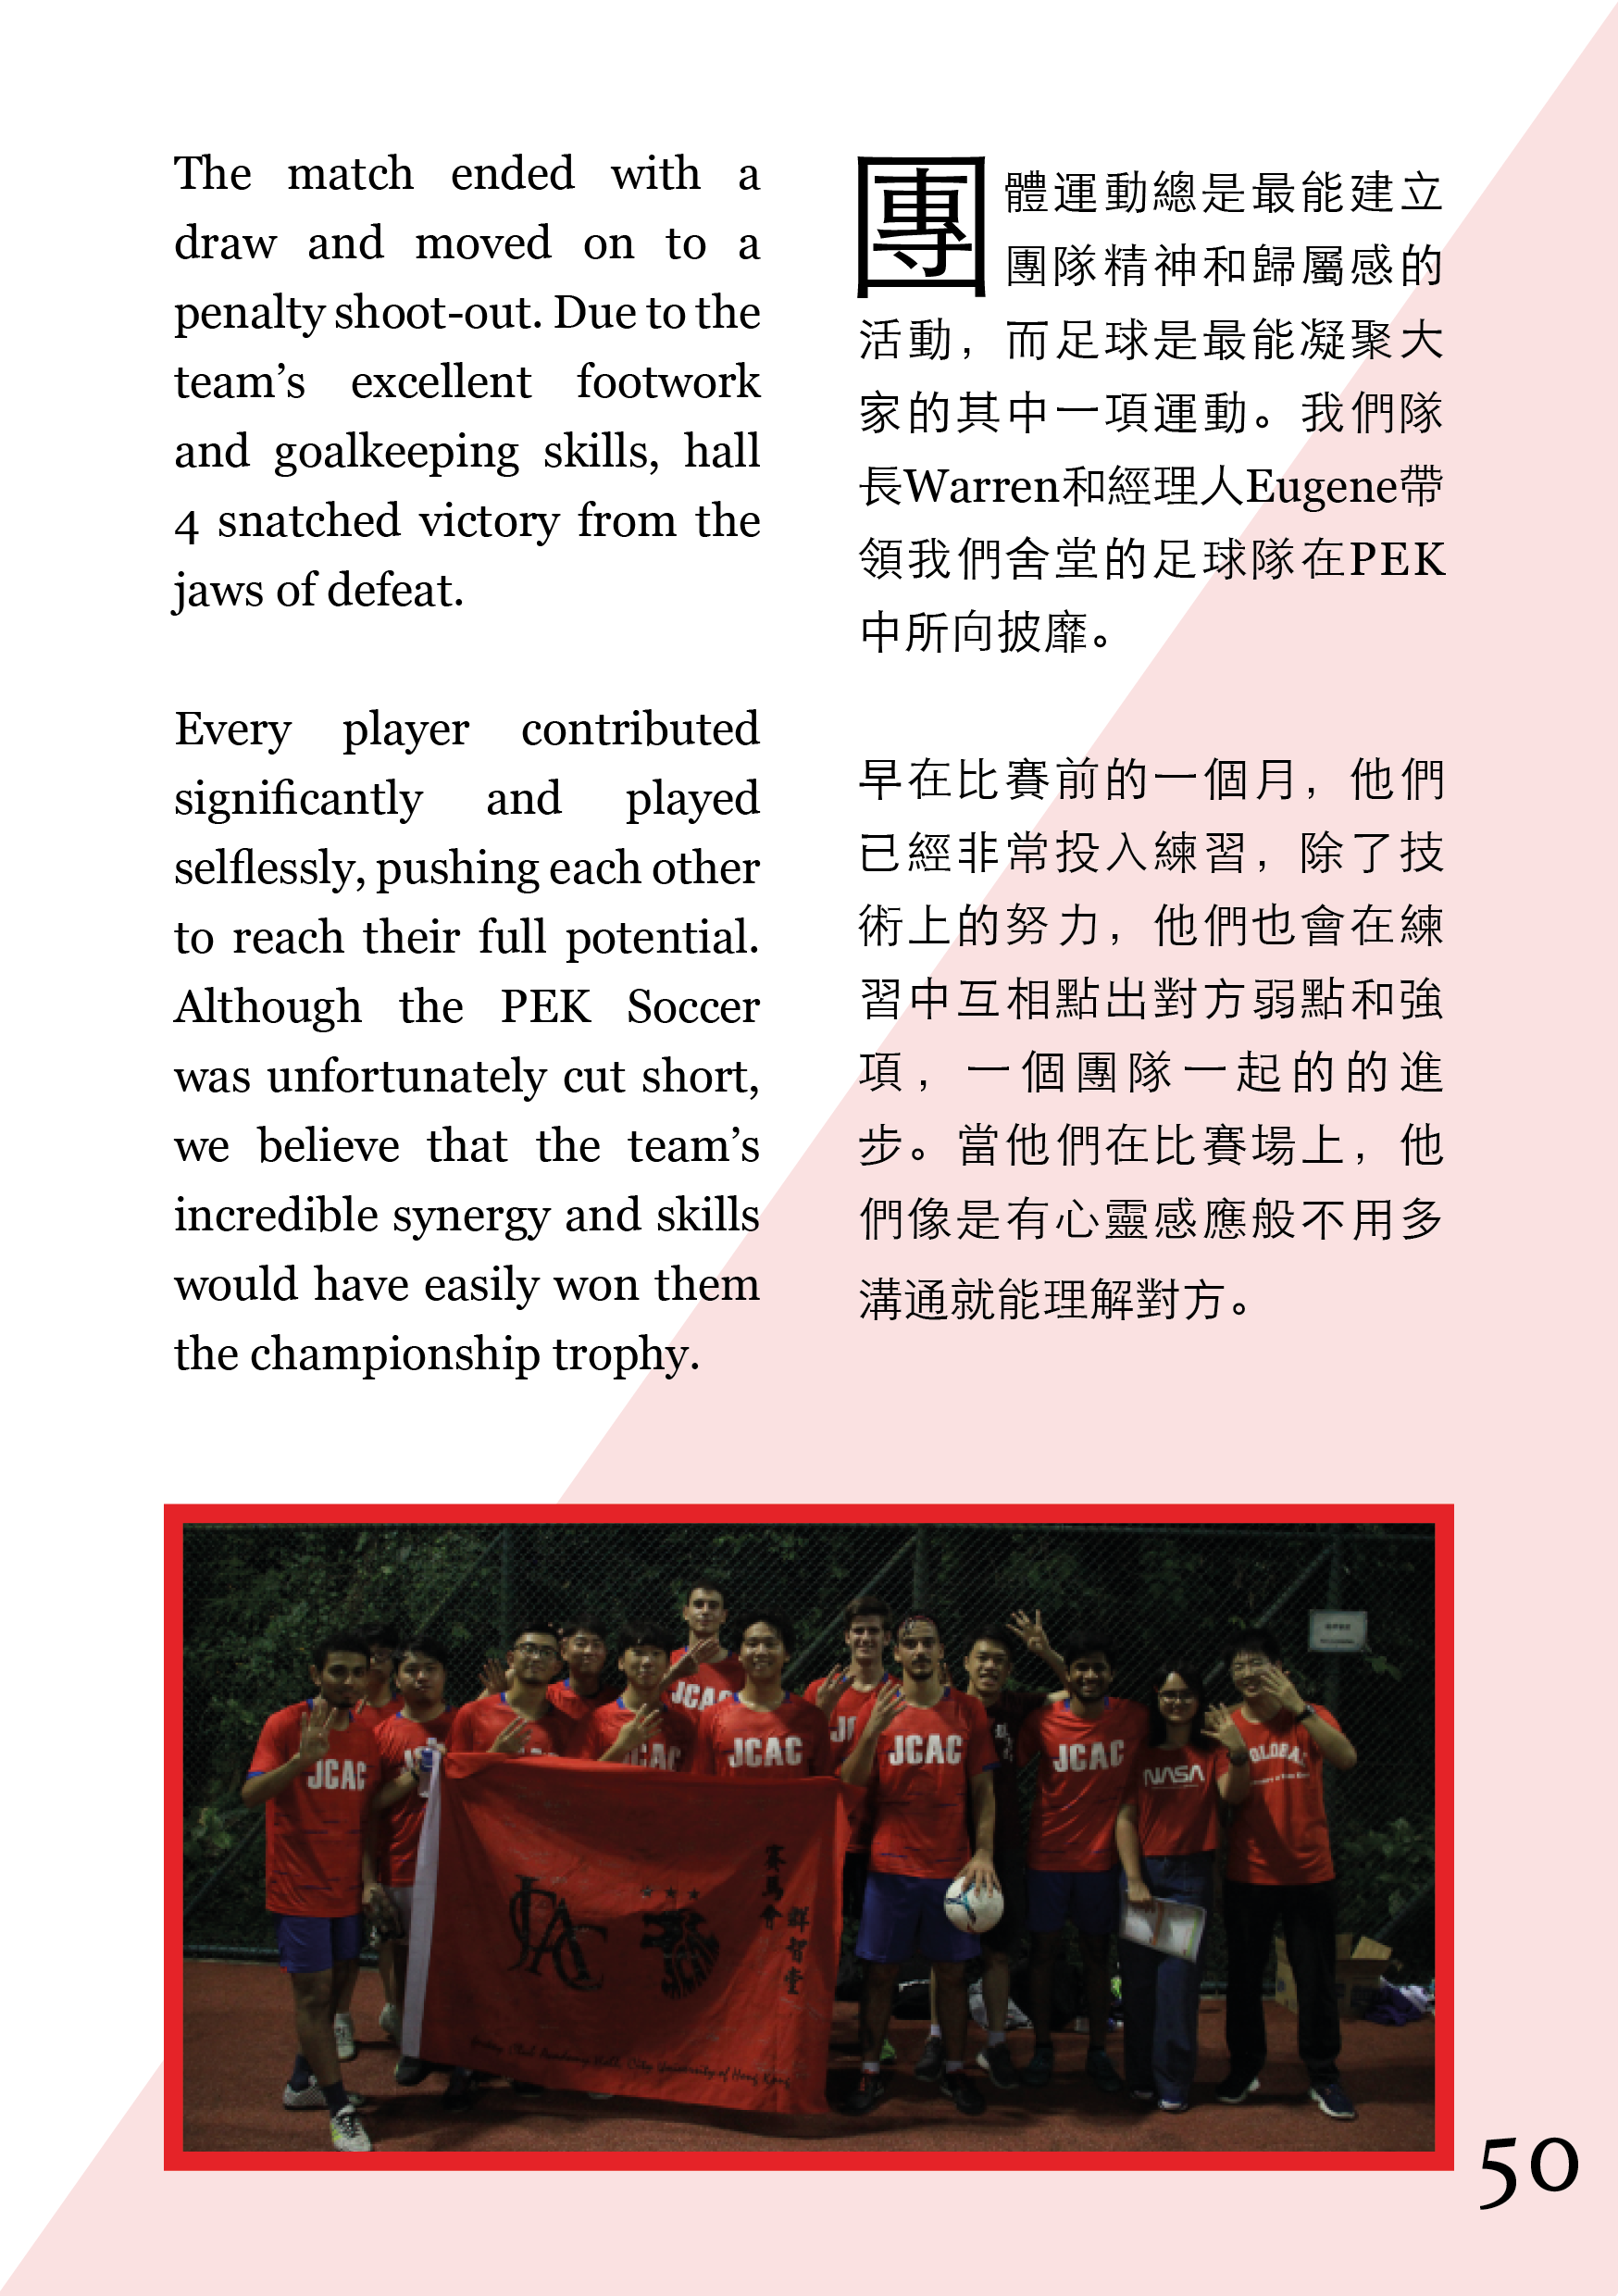 The match ended with a
draw and moved on to a
penalty shoot-out. Due to the
team’s excellent footwork
and goalkeeping skills, hall
4 snatched victory from the
jaws of defeat.
Every player contributed
significantly and played
selflessly, pushing each other
to reach their full potential.
Although the PEK Soccer
was unfortunately cut short,
we believe that the team’s
incredible synergy and skills
would have easily won them
the championship trophy.
團體運動總是最能建立
團隊精神和歸屬感的
活動，而足球是最能凝聚大
家的其中一項運動。我們隊
長Warren和經理人Eugene帶
領我們舍堂的足球隊在PEK
中所向披靡。
早在比賽前的一個月，他們
已經非常投入練習，除了技
術上的努力，他們也會在練
習中互相點出對方弱點和強
項，一個團隊一起的的進
步。當他們在比賽場上，他
們像是有心靈感應般不用多
溝通就能理解對方。
JCAC
JCAC
JCAC
JCAC
NASA
GLOBAL
賽馬會
群智堂
Jockey Club Academy Hall, City University of Hong Kong
50